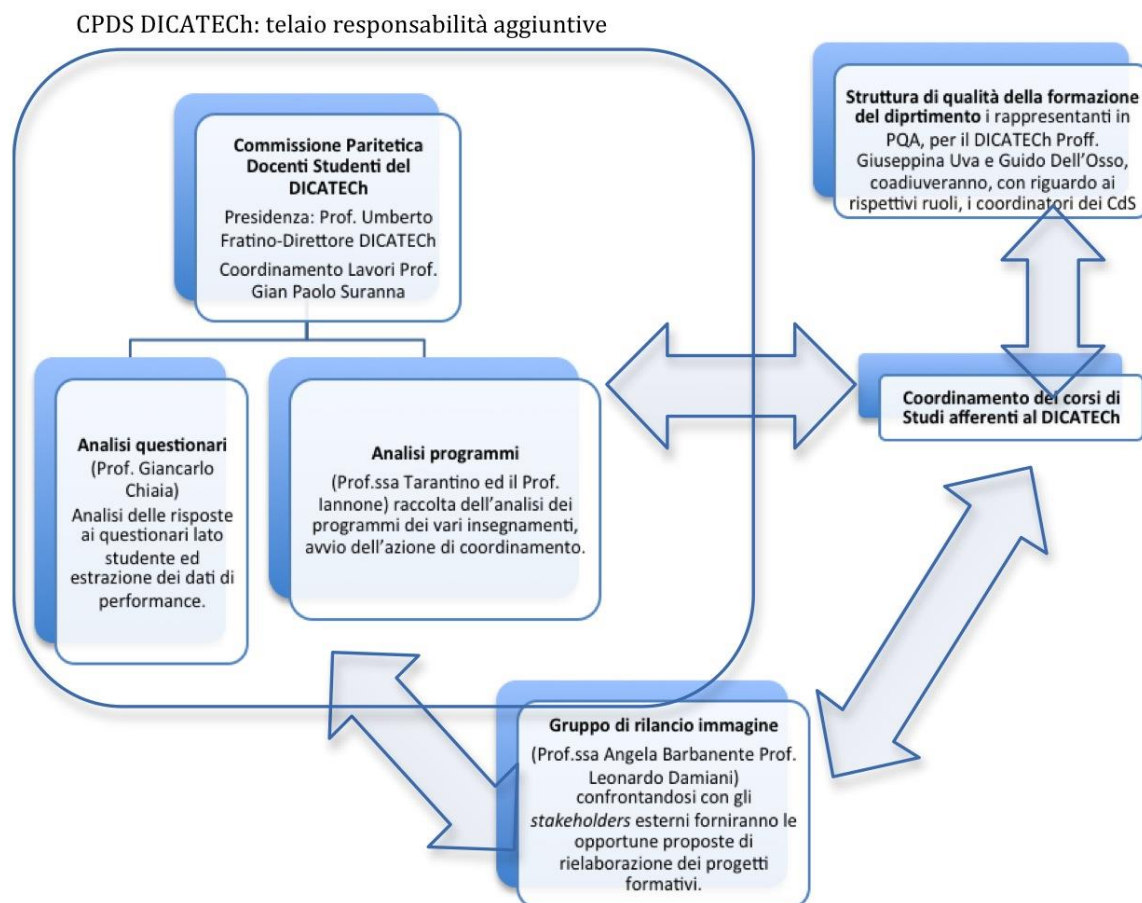 CPDS DICATECh: telaio responsabilità aggiuntive
Commissione Paritetica
Docenti Studenti del
DICATECh
Presidenza: Prof. Umberto
Fratino-Direttore DICATECh
Coordinamento Lavori Prof.
Gian Paolo Suranna
Struttura di qualità della formazione
del diprtimento i rappresentanti in
PQA, per il DICATECh Proff.
Giuseppina Uva e Guido Dell'Osso,
coadiuveranno, con riguardo ai
rispettivi ruoli, i coordinatori dei CdS
Analisi questionari
(Prof. Giancarlo
Chiaia)
Analisi delle risposte
ai questionari lato
studente ed
estrazione dei dati di
performance.
Analisi programmi
(Prof.ssa Tarantino ed il Prof.
Iannone) raccolta dell'analisi dei
programmi dei vari insegnamenti,
avvio dell'azione di coordinamento.
Coordinamento dei corsi di
Studi afferenti al DICATECh
Gruppo di rilancio immagine
(Prof.ssa Angela Barbanente Prof.
Leonardo Damiani)
confrontandosi con gli
stakeholders esterni forniranno le
opportune proposte di
rielaborazione dei progetti
formativi.